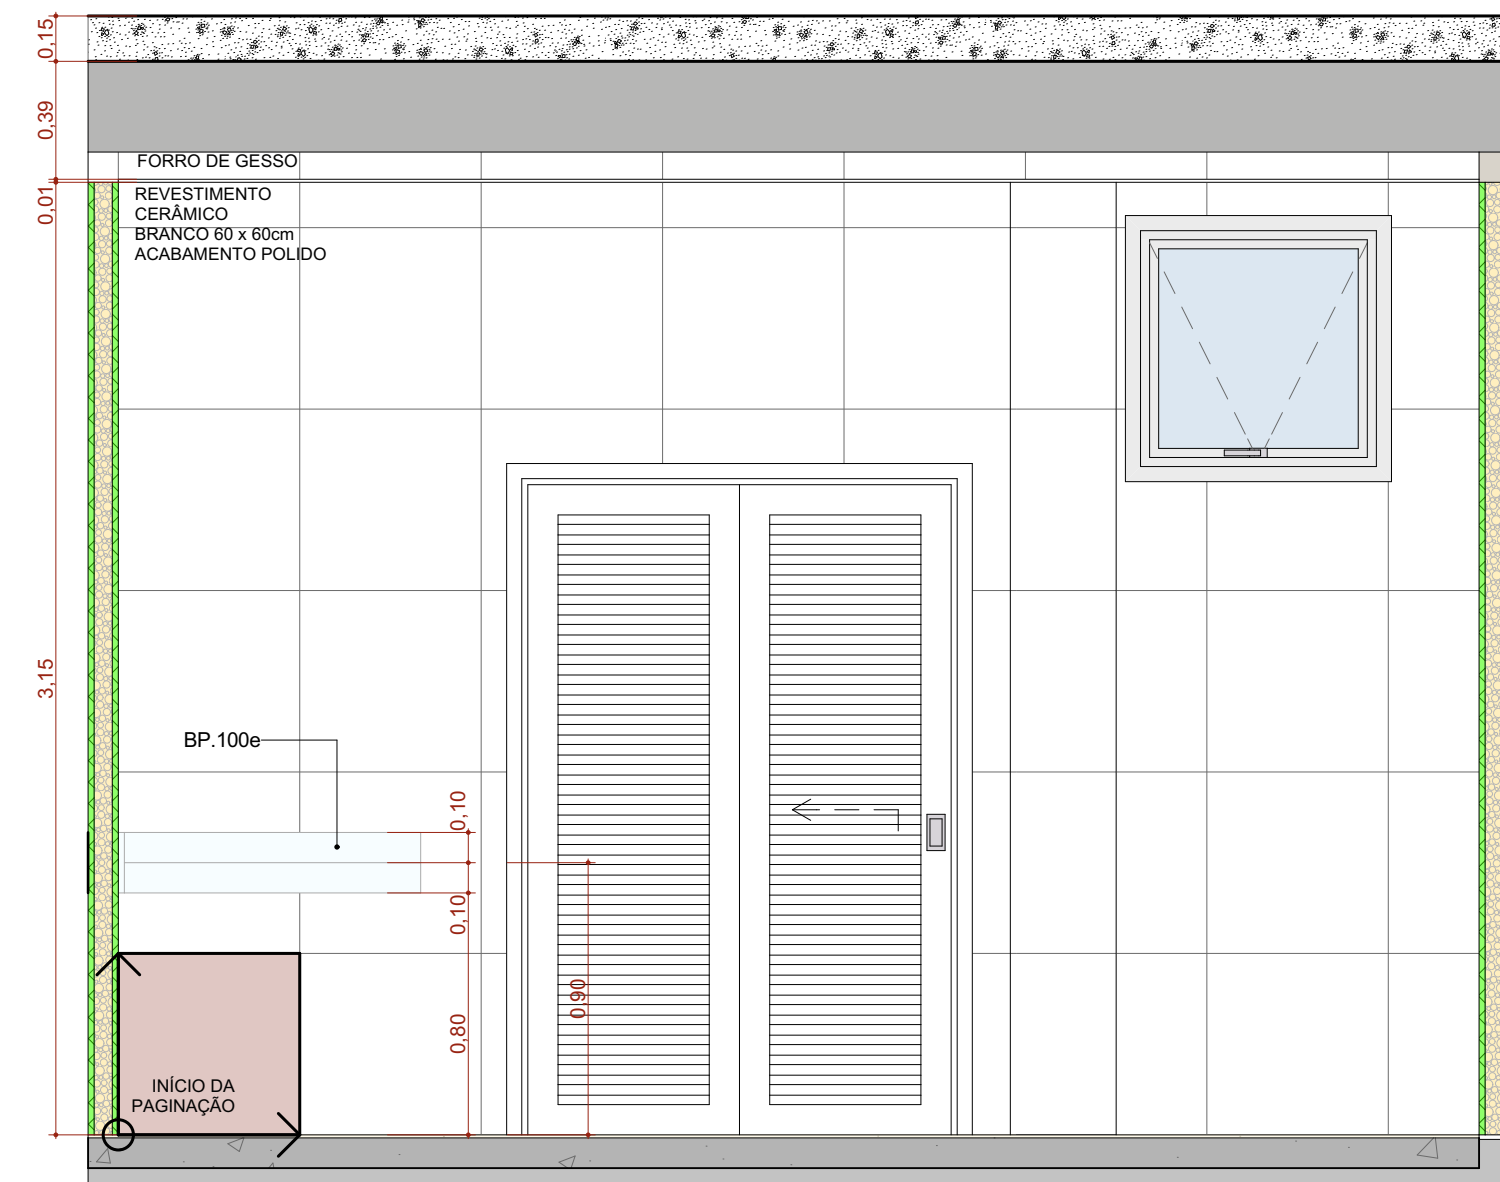 0,15
0,39
FORRO DE GESSO
0,01
REVESTIMENTO
CERÂMICO
BRANCO 60 x 60cm
ACABAMENTO POLIDO
3,15
BP.100e
0,10
0,10
0,90
0,80
INÍCIO DA
PAGINAÇÃO